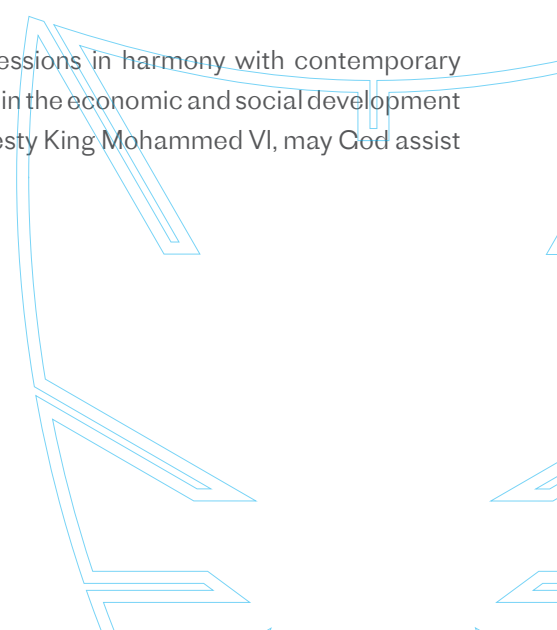 essions in harmony with contemporary
in the economic and social development
esty King Mohammed VI, may God assist